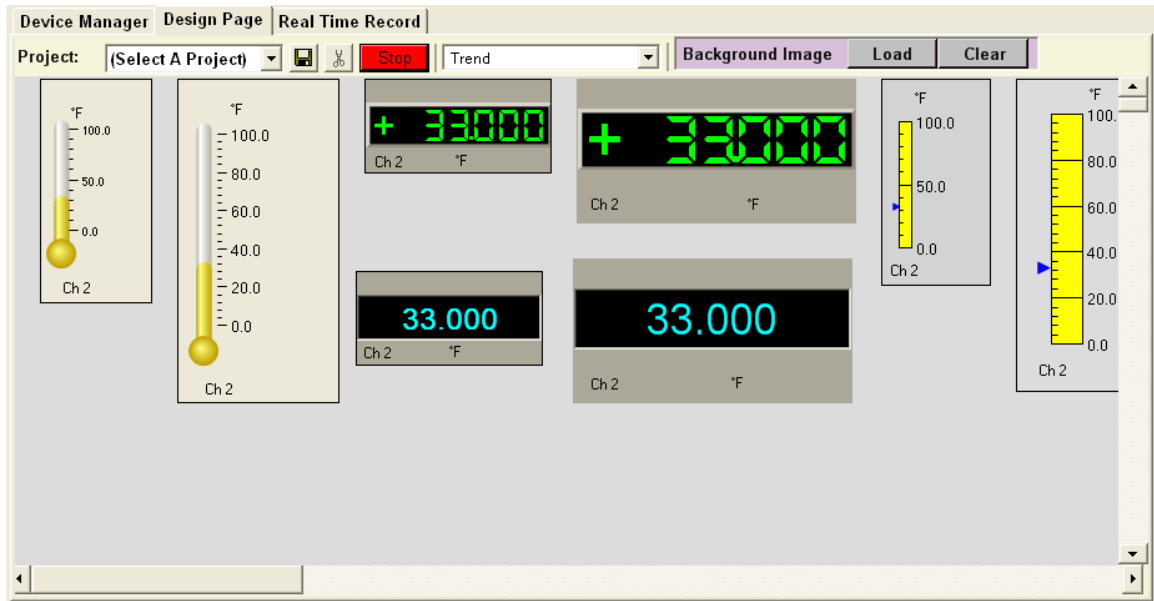 Device Manager Design Page Real Time Record
Project: (Select A Project) Stop Trend Background Image Load Clear
°F
100.0
50.0
0.0
Ch 2
°F
100.0
80.0
60.0
40.0
20.0
0.0
Ch 2
+ 33.000
Ch 2 °F
+ 33.000
Ch 2 °F
33.000
Ch 2 °F
33.000
Ch 2 °F
°F
100.0
50.0
0.0
Ch 2
°F
100.
80.0
60.0
40.0
20.0
0.0
Ch 2